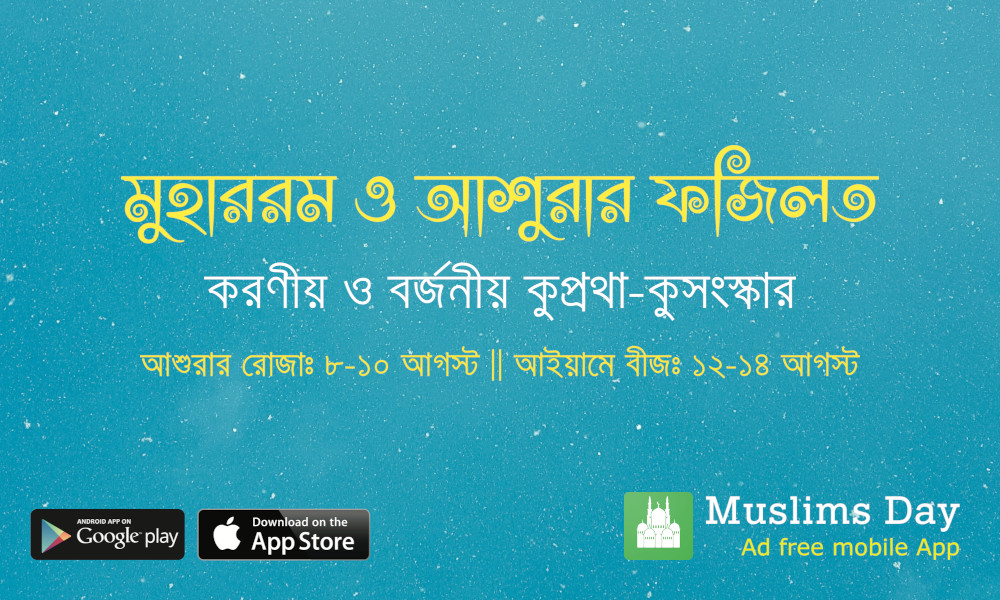 মুহাররম ও আশুরার ফজিলত
করণীয় ও বর্জনীয় কুপ্রথা-কুসংস্কার
আশুরার রোজাঃ ৮-১০ আগস্ট || আইয়ামে বীজঃ ১২-১৪ আগস্ট
ANDROID APP ON
Google play
Download on the
App Store
Muslims Day
Ad free mobile App